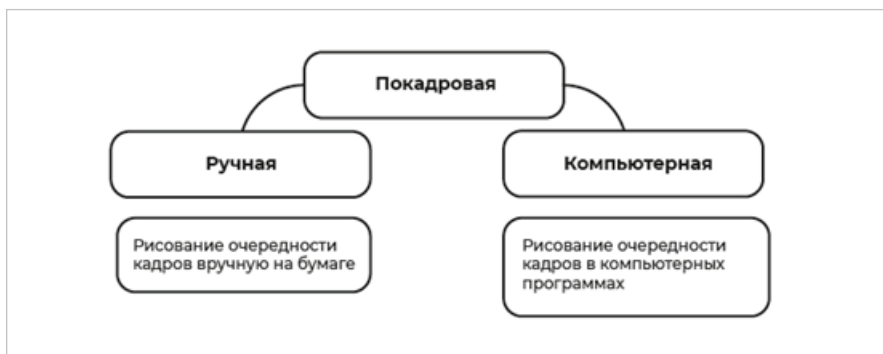 Покадровая
Ручная
Компьютерная
Рисование очередности
кадров вручную на бумаге
Рисование очередности
кадров в компьютерных
программах